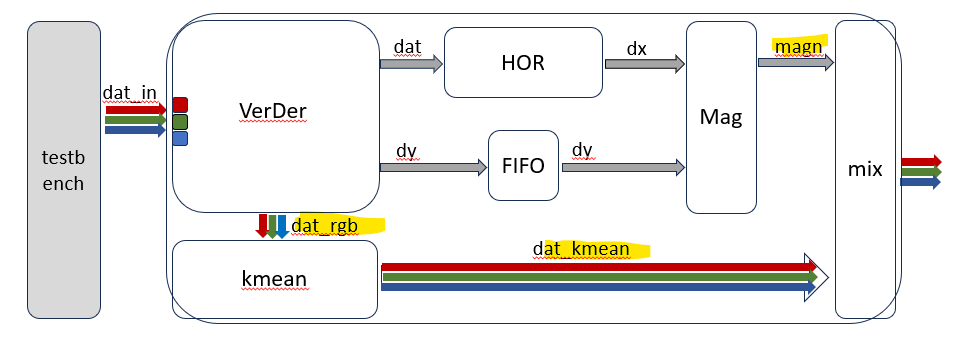 testb
ench
dat_in
VerDer
dat
HOR
dx
dy
FIFO
dy
Mag
magn
mix
dat_rgb
kmean
dat_kmean